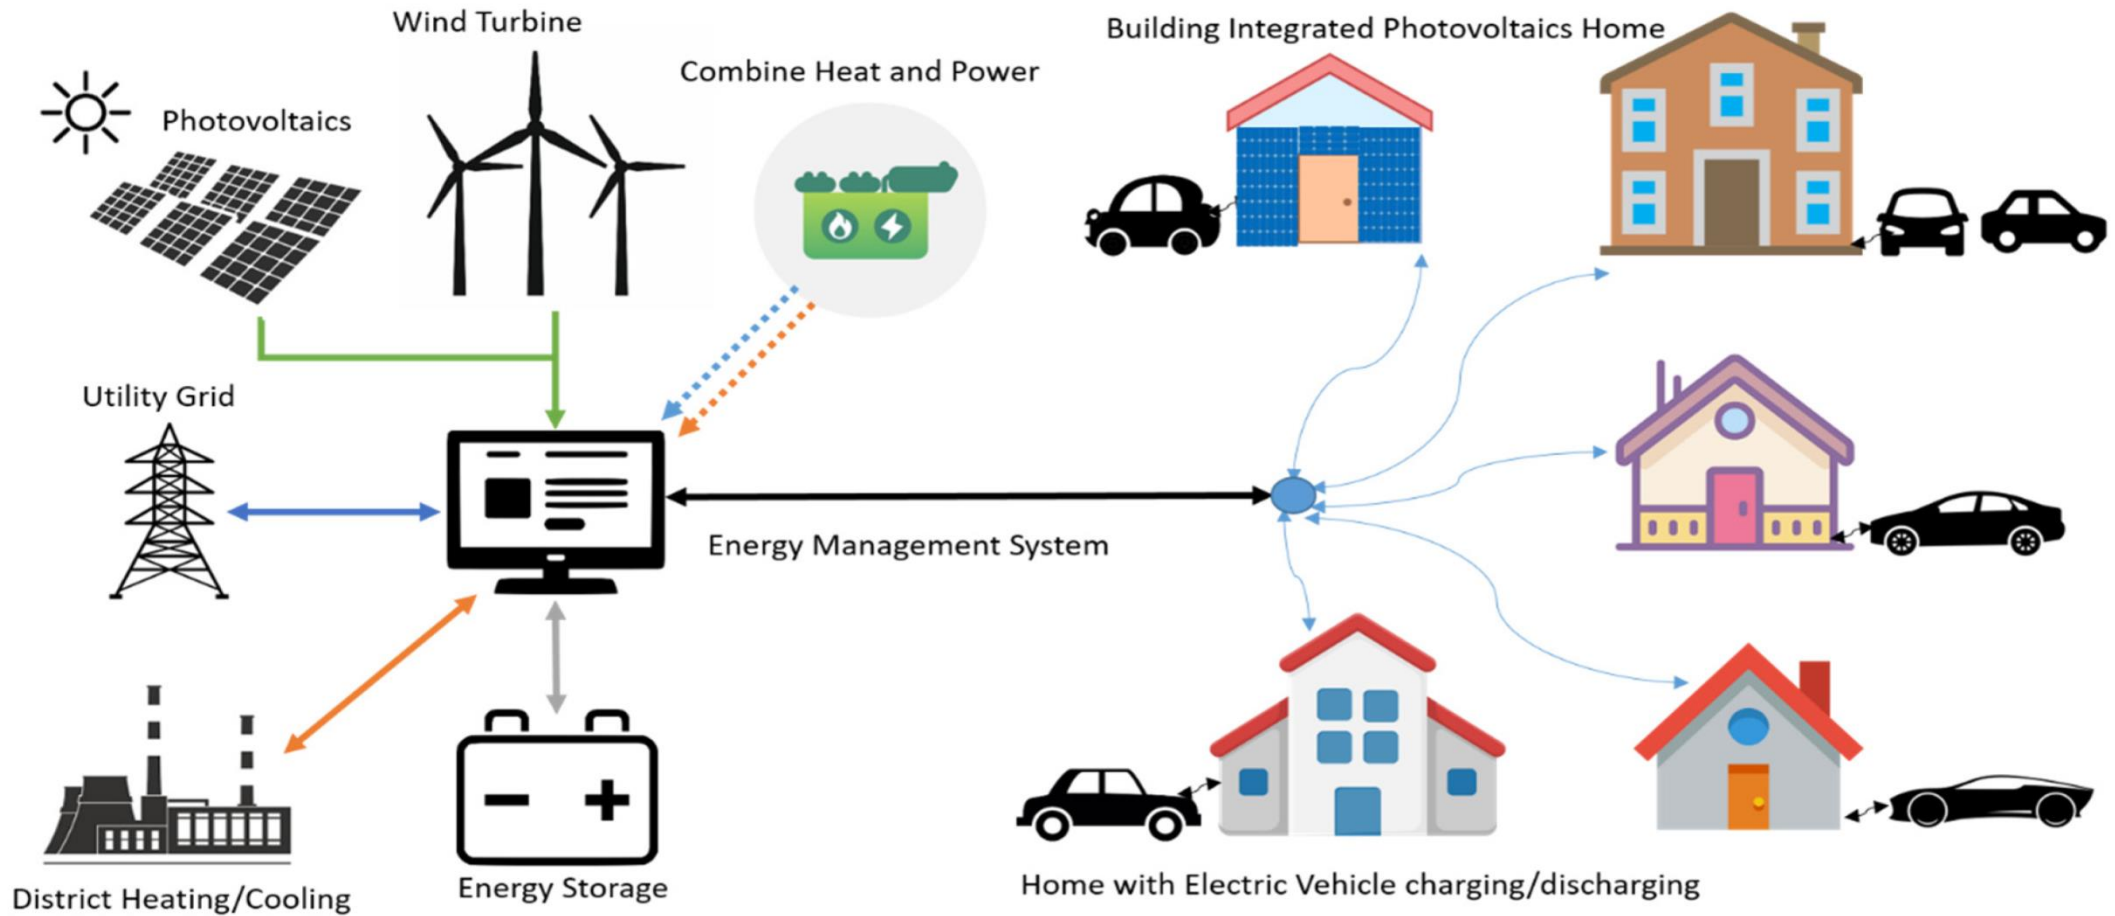 Wind Turbine
Building Integrated Photovoltaics Home
Combine Heat and Power
Photovoltaics
Utility Grid
Energy Management System
District Heating/Cooling
Energy Storage
Home with Electric Vehicle charging/discharging